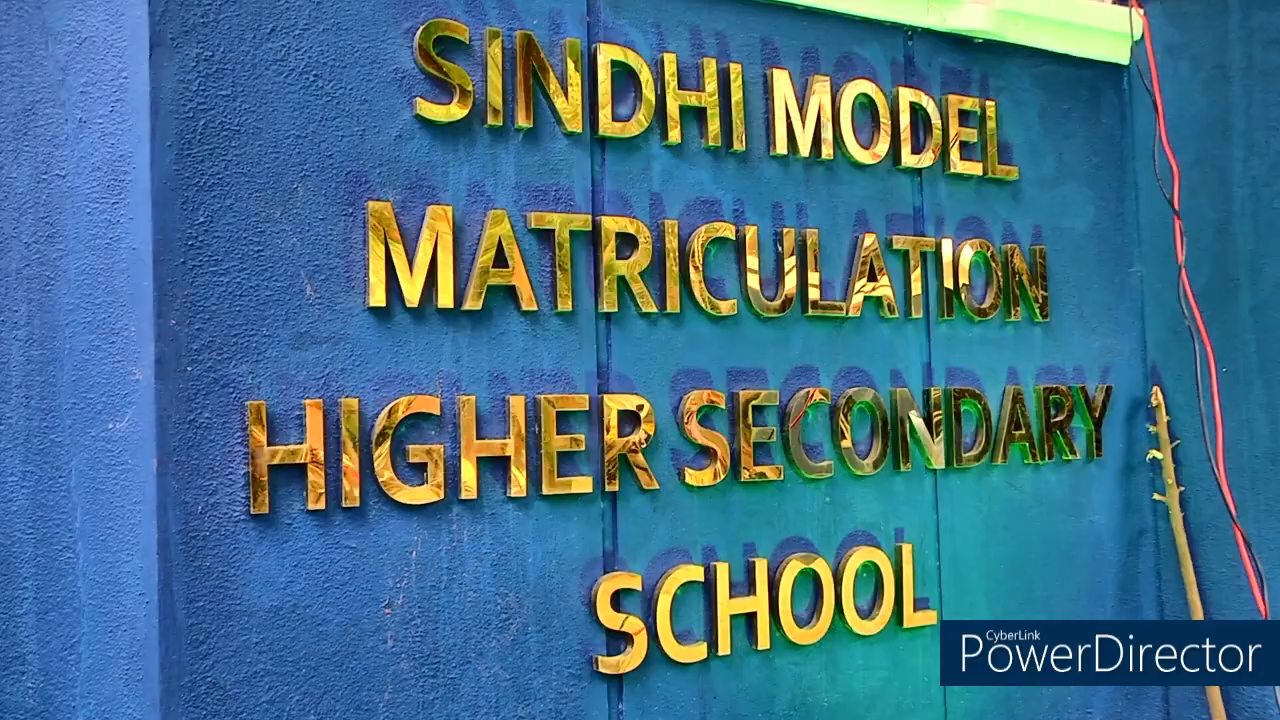 SINDHI MODEL
MATRICULATION
HIGHER SECONDARY
SCHOOL
CyberLink
PowerDirector